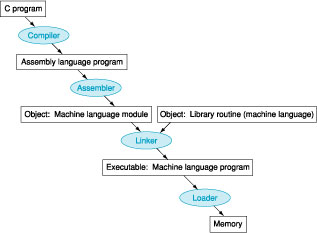 C program
Compiler
Assembly language program
Assembler
Object:  Machine language module
Object:  Library routine (machine language)
Linker
Executable:  Machine language program
Loader
Memory